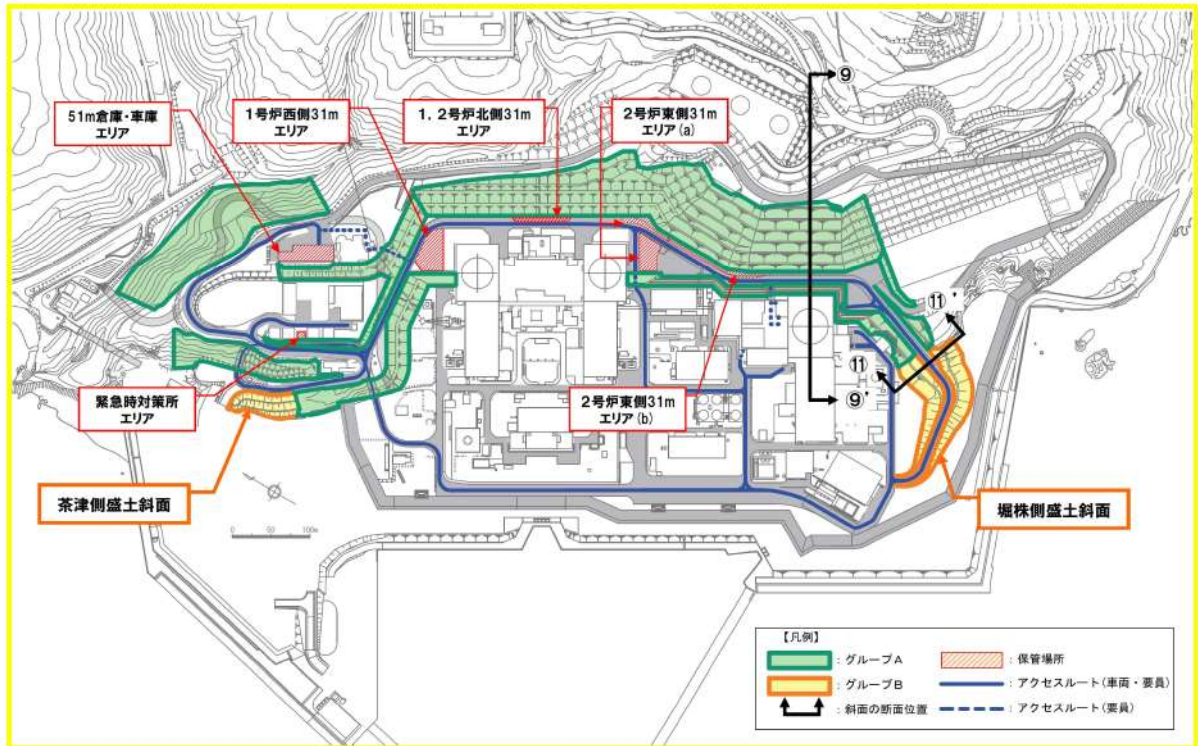 ⑨
51m倉庫・車庫
エリア
1号炉西側31m
エリア
1,2号炉北側31m
エリア
2号炉東側31m
エリア(a)
⑪'
⑪
⑨'
緊急時対策所
エリア
2号炉東側31m
エリア(b)
茶津側盛土斜面
堀株側盛土斜面
0 50 100m
【凡例】
:グループA
:保管場所
:グループB
:アクセスルート(車両・要員)
:斜面の断面位置
:アクセスルート(要員)